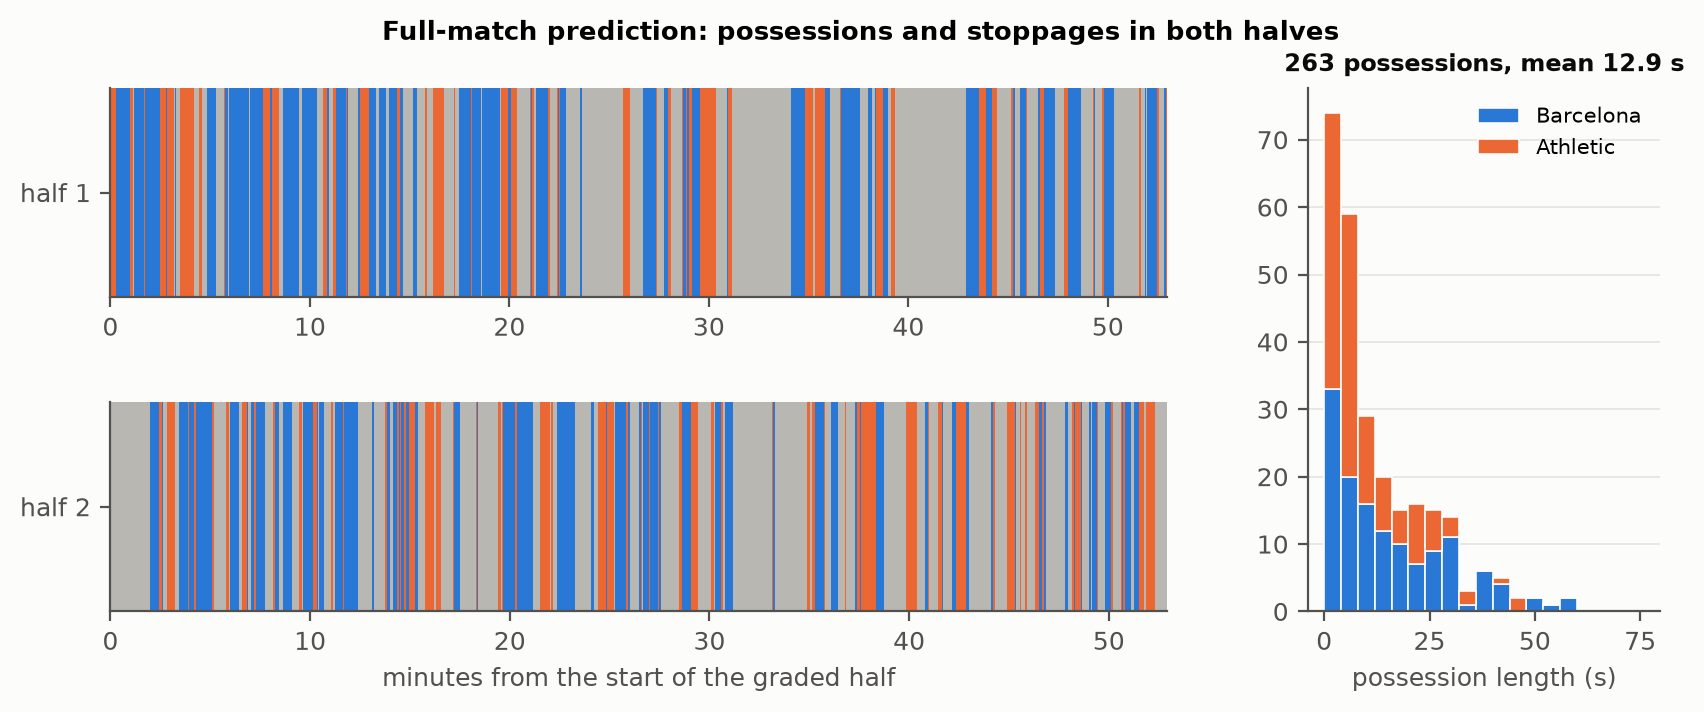 Full-match prediction: possessions and stoppages in both halves
263 possessions, mean 12.9 s
half 1
0 10 20 30 40 50
half 2
0 10 20 30 40 50
minutes from the start of the graded half
Barcelona
Athletic
70
60
50
40
30
20
10
0
0 25 50 75
possession length (s)